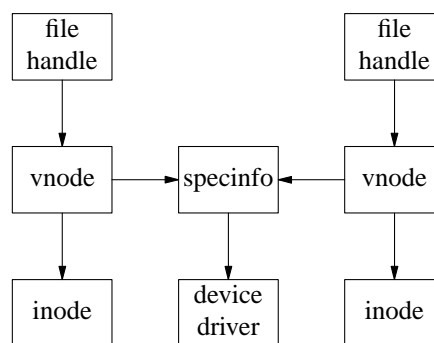 file
handle
file
handle
vnode
specinfo
vnode
inode
device
driver
inode